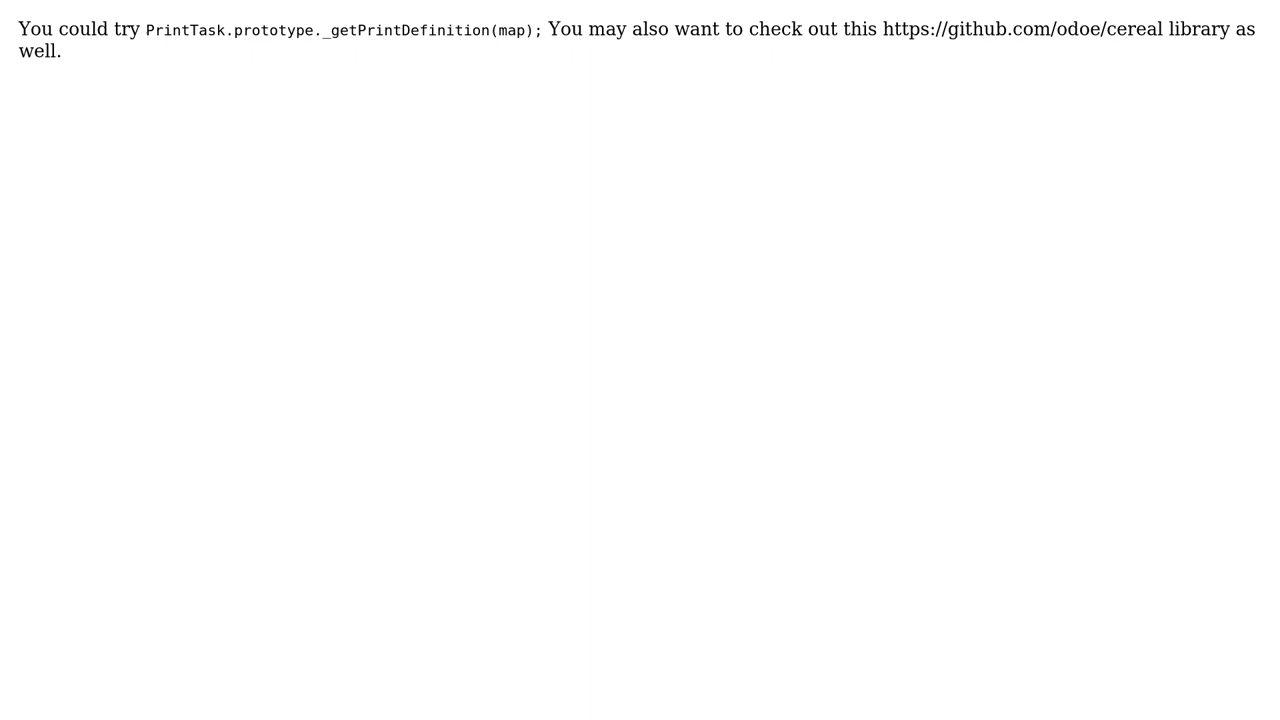 You could try PrintTask.prototype._getPrintDefinition(map); You may also want to check out this https://github.com/odoe/cereal library as
well.